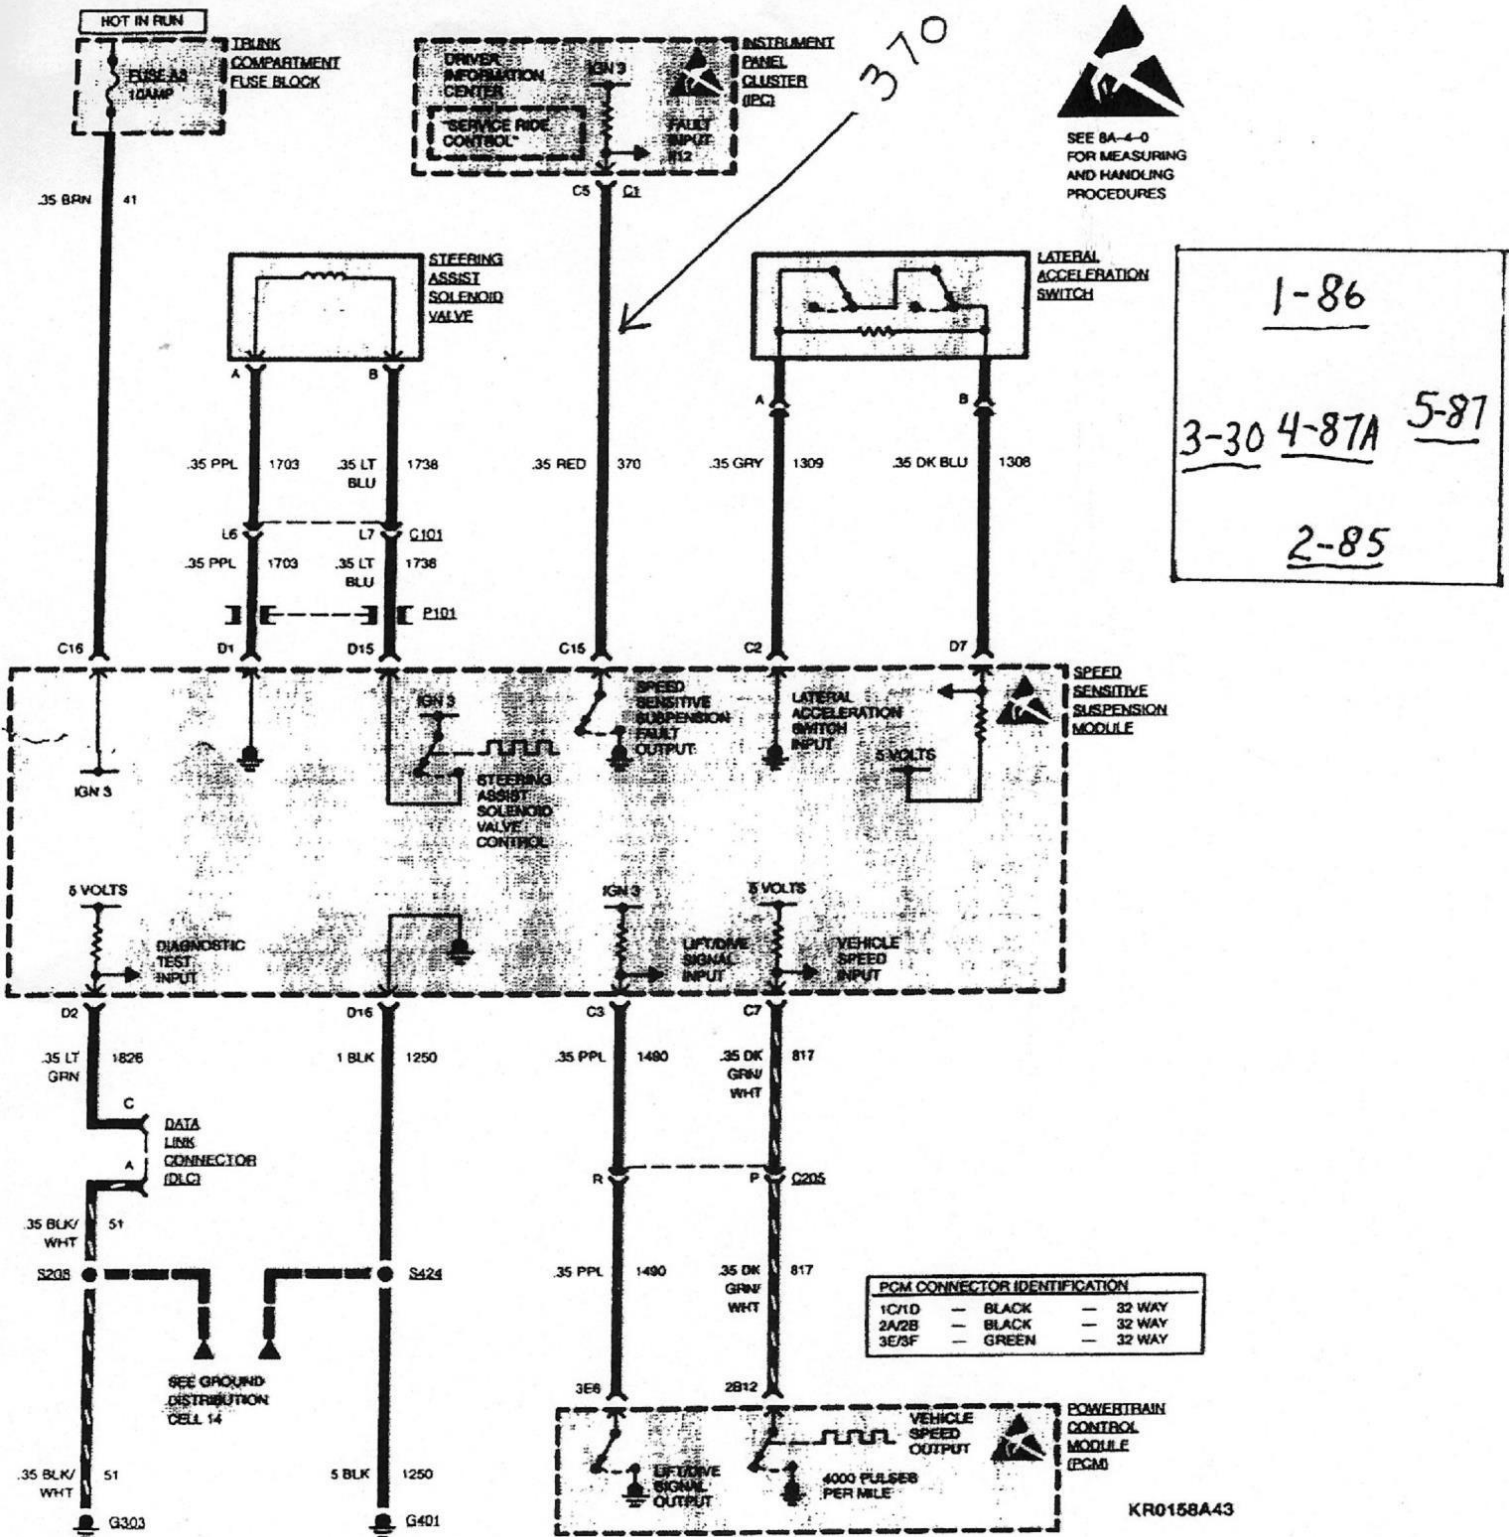 HOT IN RUN
TRUNK
COMPARTMENT
FUSE BLOCK
10AMP
.35 BRN 41
DRIVER
INFORMATION
CENTER
"SERVICE RIDE
CONTROL"
IGN 3
FAULT
INPUT
INSTRUMENT
PANEL
CLUSTER
(IPC)
C5 C1
370
SEE 8A-4-0
FOR MEASURING
AND HANDLING
PROCEDURES
STEERING
ASSIST
SOLENOID
VALVE
A B
LATERAL
ACCELERATION
SWITCH
A B
1-86
3-30 4-87A 5-87
2-85
.35 PPL 1703 .35 LT BLU 1738
.35 RED 370
.35 GRY 1309
.35 DK BLU 1308
L6 L7 C101
.35 PPL 1703 .35 LT BLU 1738
P101
C16 D1 D15 C15 C2 D7
SPEED
SENSITIVE
SUSPENSION
MODULE
IGN 3
IGN 3
STEERING
ASSIST
SOLENOID
VALVE
CONTROL
SPEED
SENSITIVE
SUSPENSION
FAULT
OUTPUT
LATERAL
ACCELERATION
SWITCH
INPUT
5 VOLTS
5 VOLTS
DIAGNOSTIC
TEST
INPUT
IGN 3
LIFT/DIVE
SIGNAL
INPUT
5 VOLTS
VEHICLE
SPEED
INPUT
D2 D16 C3 C7
.35 LT GRN 1826
1 BLK 1250
.35 PPL 1490
.35 DK GRN/ WHT 817
C
DATA
LINK
CONNECTOR
(DLC)
A
R P C205
.35 BLK/ WHT 51
S208 S424
.35 PPL 1490
.35 DK GRN/ WHT 817
SEE GROUND
DISTRIBUTION
CELL 14
PCM CONNECTOR IDENTIFICATION
1C/1D — BLACK — 32 WAY
2A/2B — BLACK — 32 WAY
3E/3F — GREEN — 32 WAY
3E6 2B12
.35 BLK/ WHT 51
5 BLK 1250
G303 G401
LIFT/DIVE
SIGNAL
OUTPUT
VEHICLE
SPEED
OUTPUT
4000 PULSES
PER MILE
POWERTRAIN
CONTROL
MODULE
(PCM)
KR0158A43